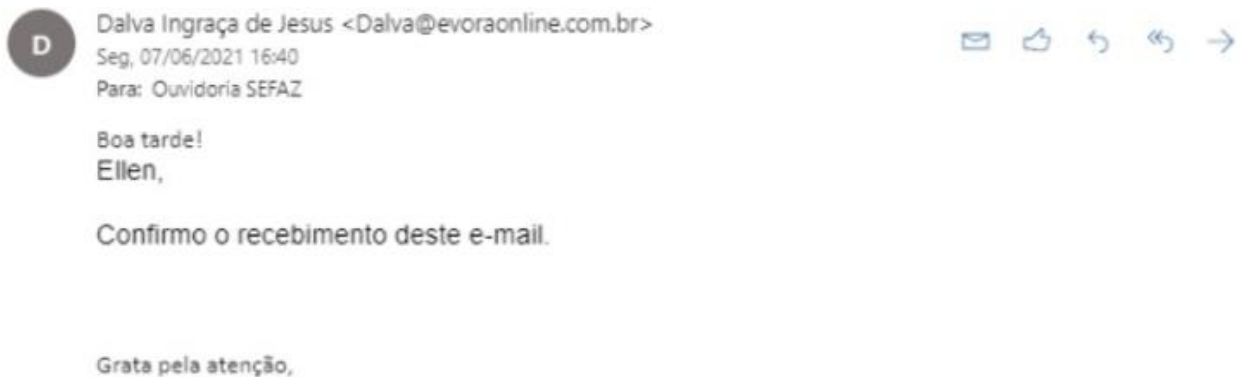 D
Dalva Ingraça de Jesus <Dalva@evoraonline.com.br>
Seg, 07/06/2021 16:40
Para: Ouvidoria SEFAZ
Boa tarde!
Ellen,
Confirmo o recebimento deste e-mail.
Grata pela atenção,